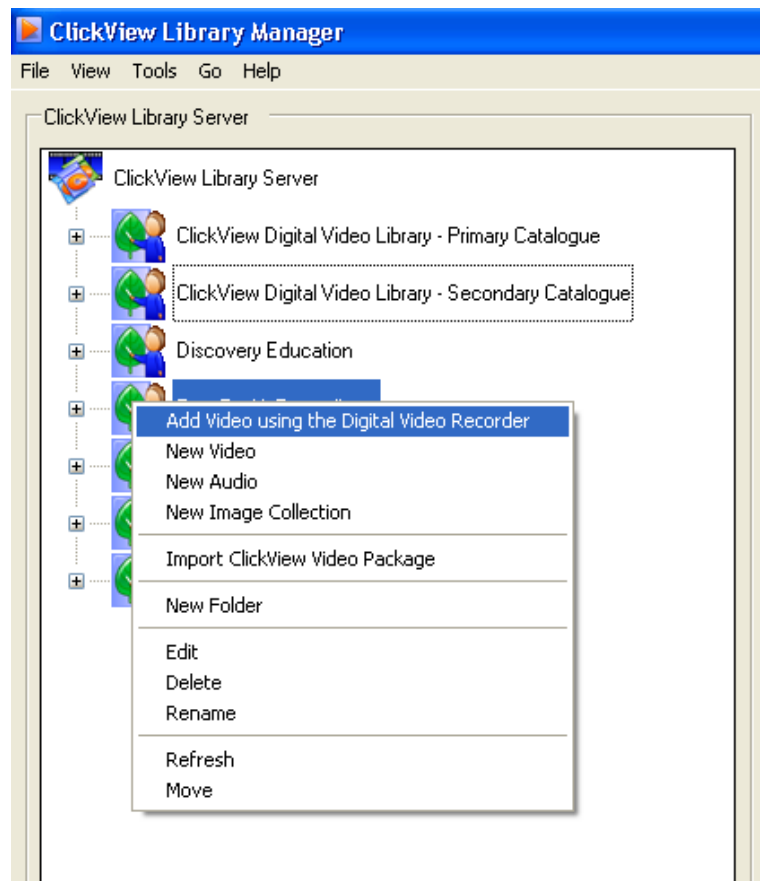 ClickView Library Manager
File View Tools Go Help
ClickView Library Server
ClickView Library Server
ClickView Digital Video Library - Primary Catalogue
ClickView Digital Video Library - Secondary Catalogue
Discovery Education
Add Video using the Digital Video Recorder
New Video
New Audio
New Image Collection
Import ClickView Video Package
New Folder
Edit
Delete
Rename
Refresh
Move